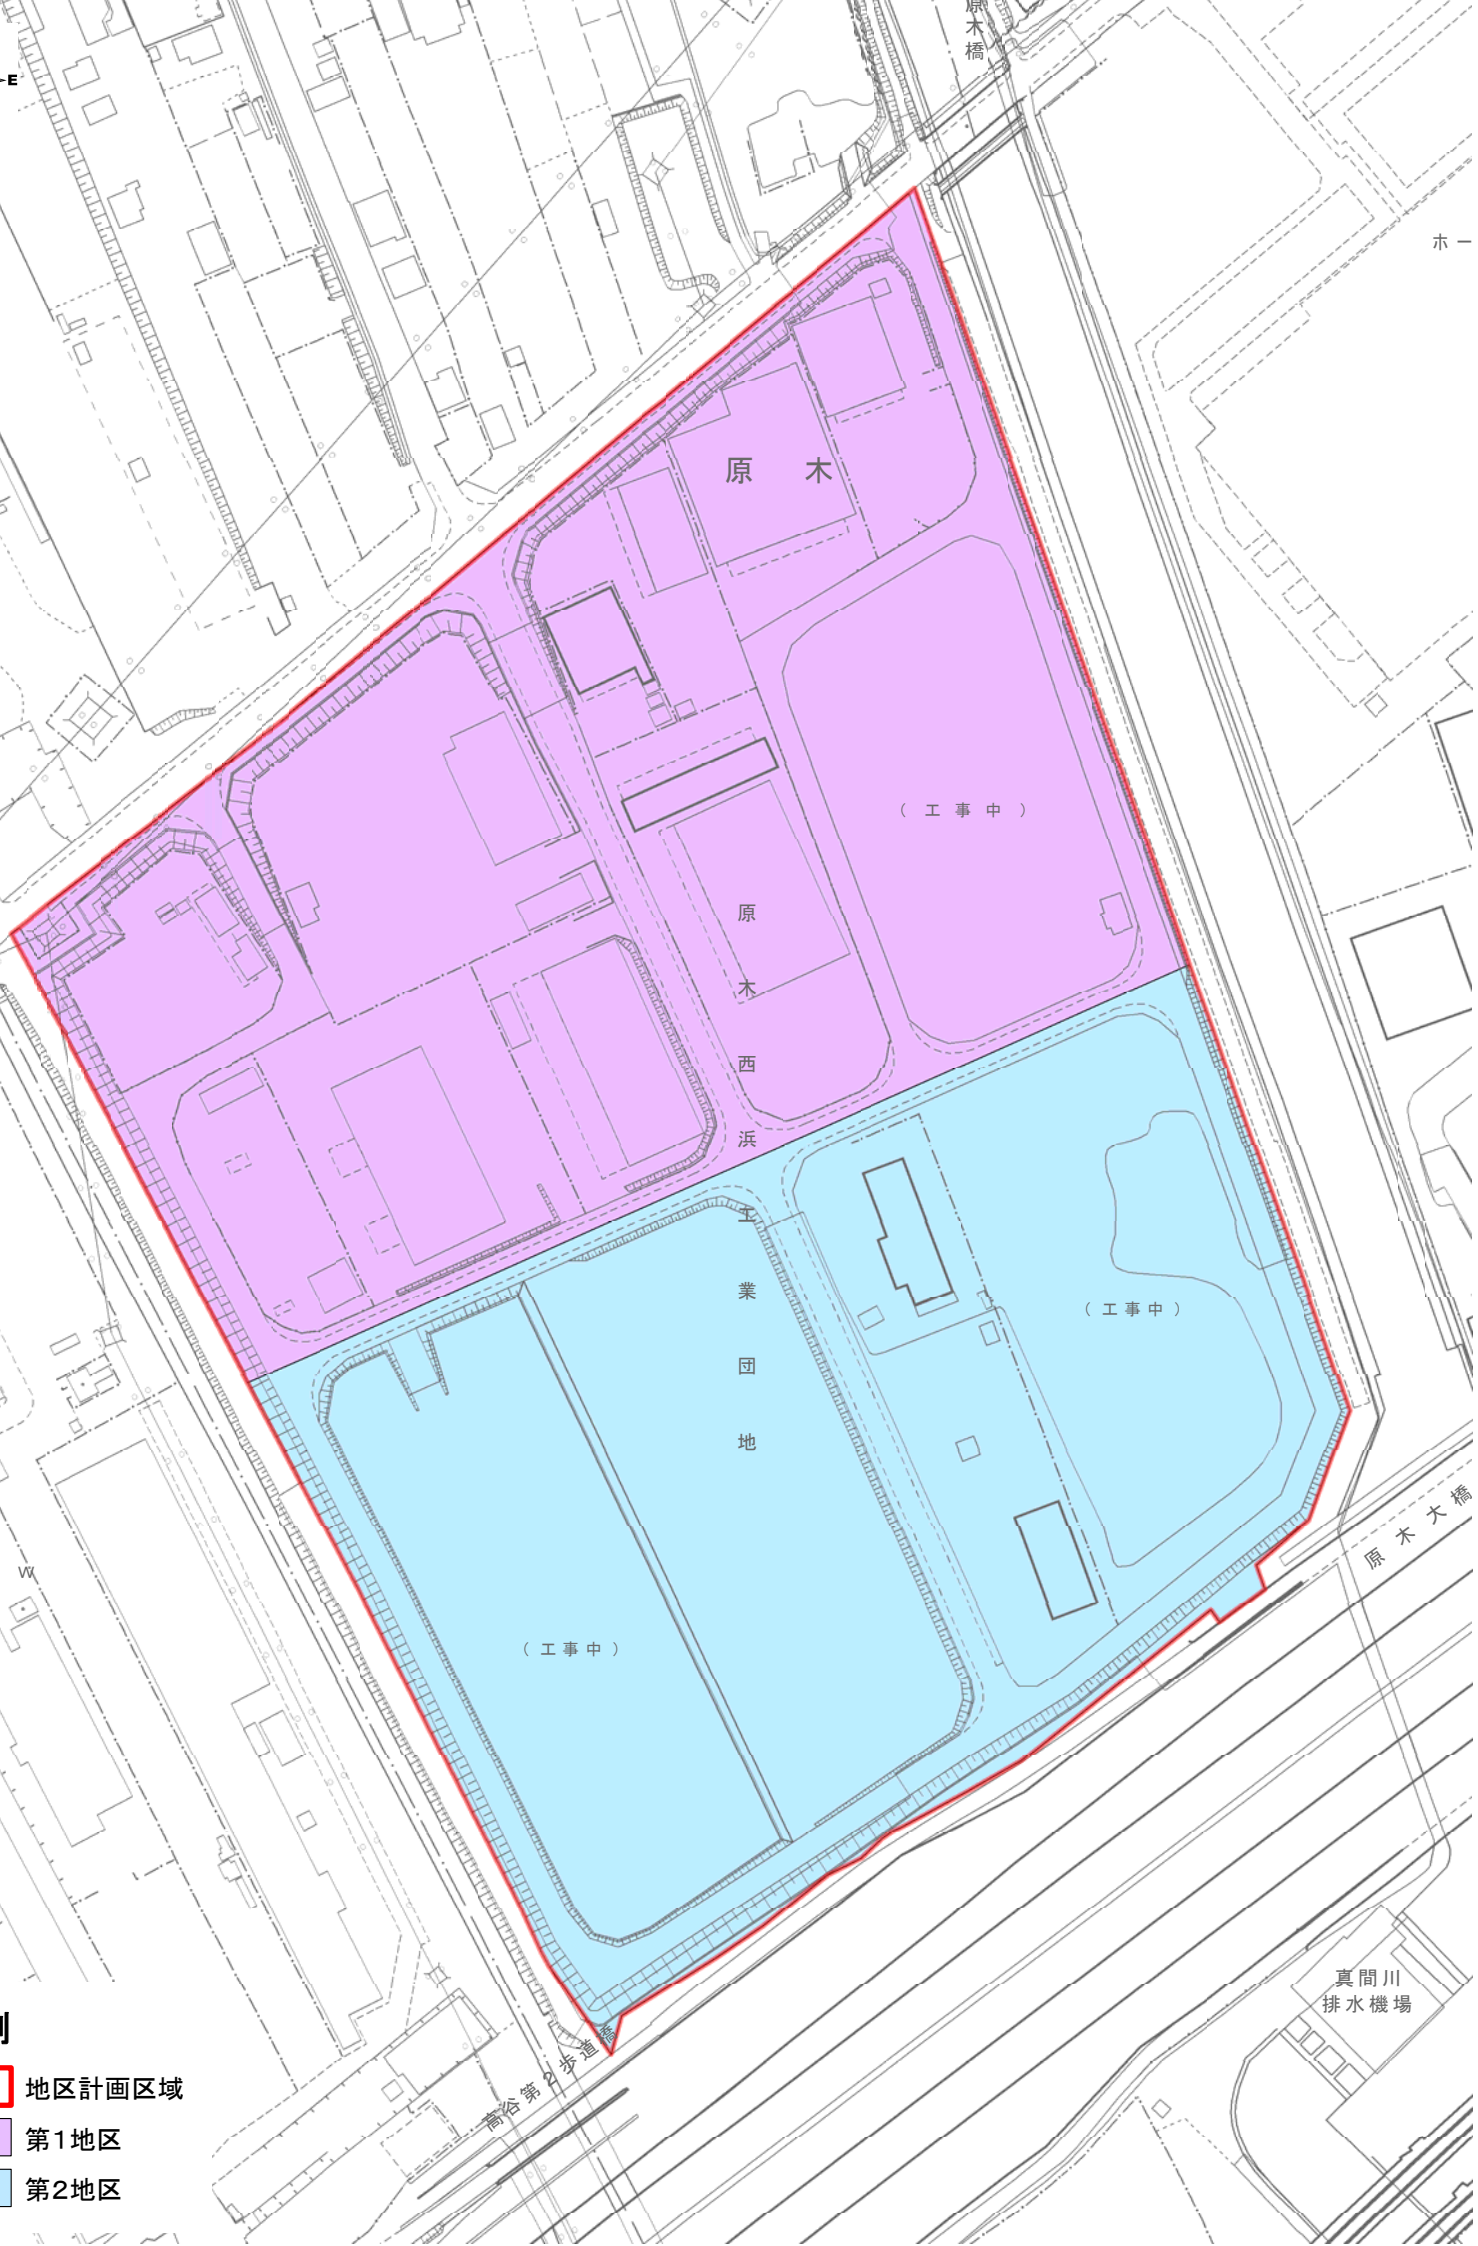 原木橋
E
ホー
原木
（工事中）
原木西浜工業団地
（工事中）
（工事中）
原木大橋
W
真間川
排水機場
高谷第2歩道橋
地区計画区域
第1地区
第2地区